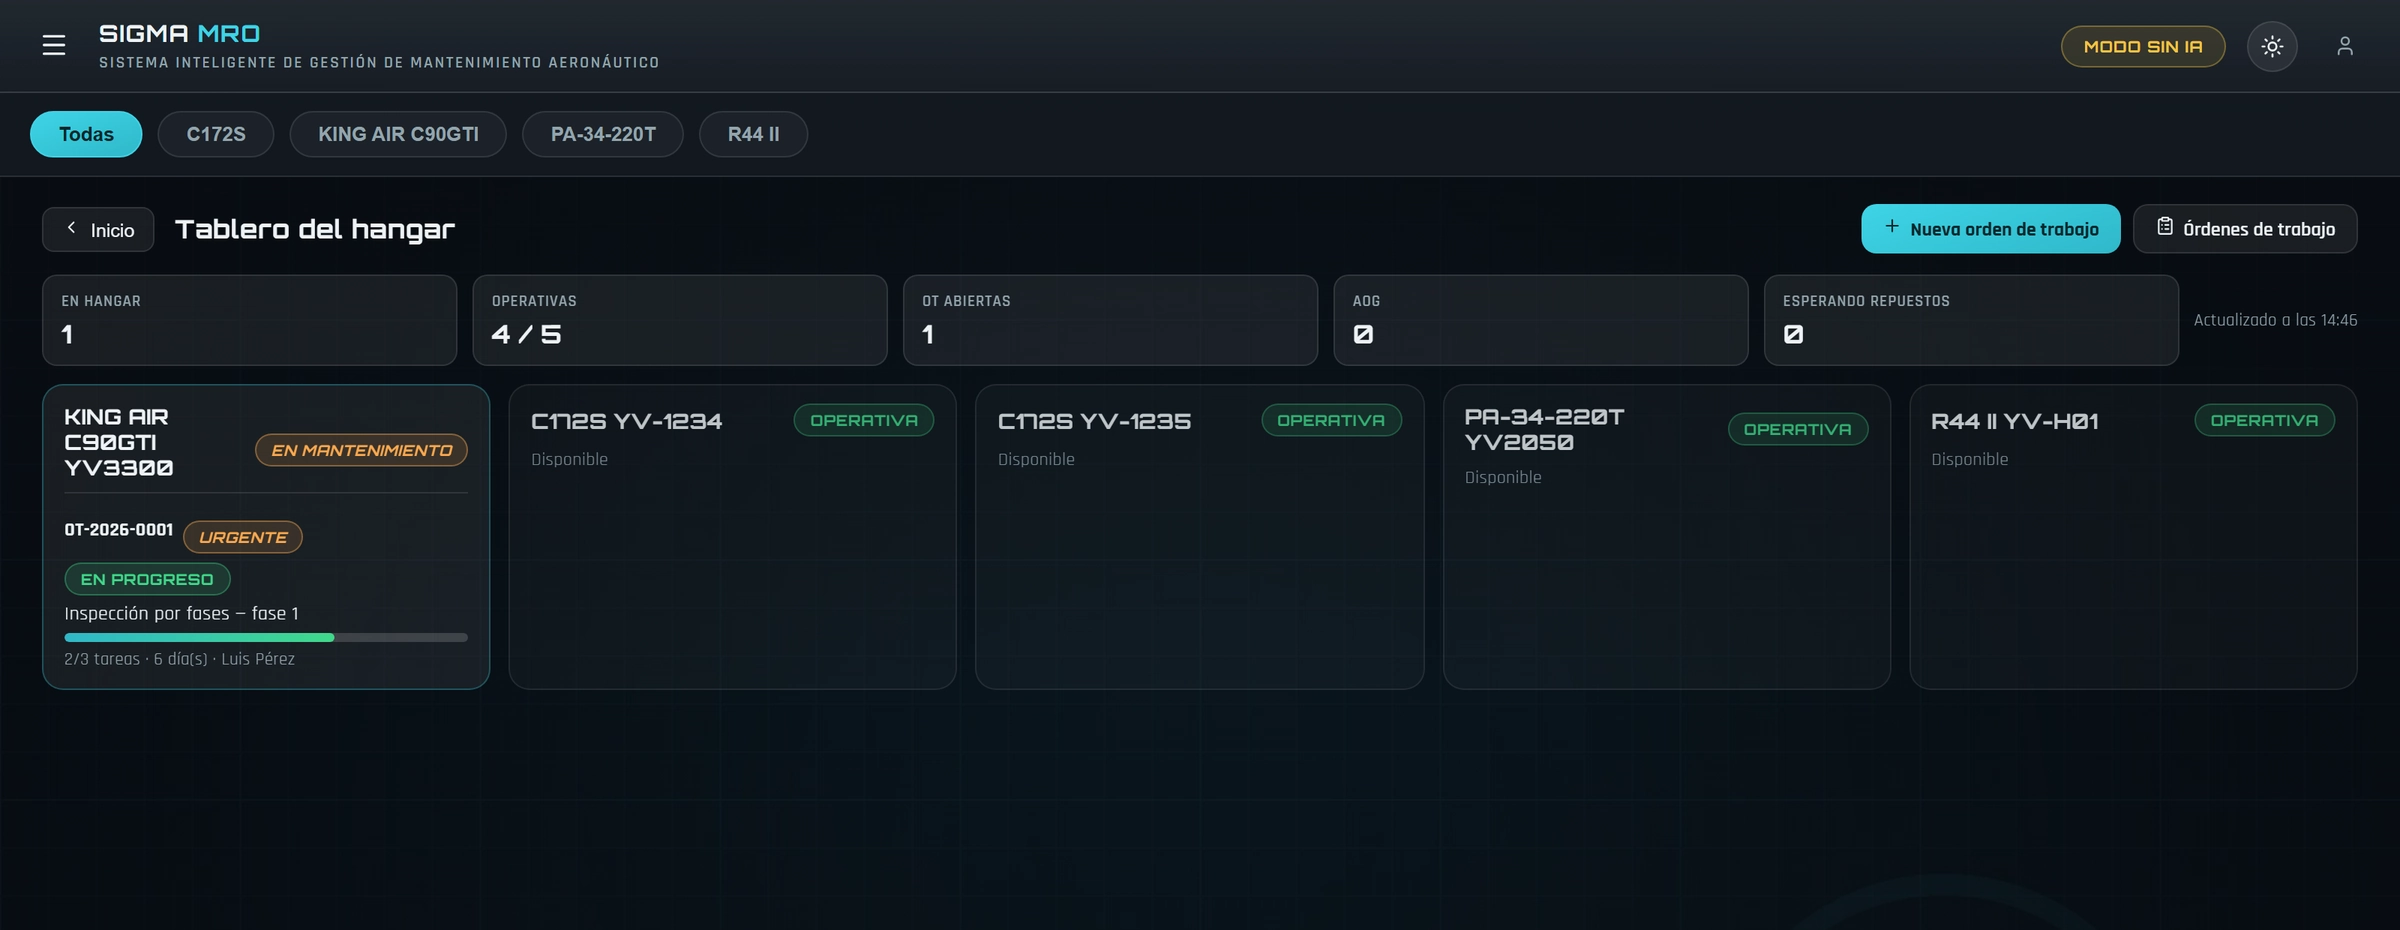 SIGMA MRO
SISTEMA INTELIGENTE DE GESTIÓN DE MANTENIMIENTO AERONÁUTICO
MODO SIN IA
Todas
C172S
KING AIR C90GTI
PA-34-220T
R44 II
Inicio
Tablero del hangar
Nueva orden de trabajo
Órdenes de trabajo
EN HANGAR
1
OPERATIVAS
4 / 5
OT ABIERTAS
1
AOG
0
ESPERANDO REPUESTOS
0
Actualizado a las 14:46
KING AIR
C90GTI
YV3300
EN MANTENIMIENTO
OT-2026-0001
URGENTE
EN PROGRESO
Inspección por fases – fase 1
2/3 tareas · 6 día(s) · Luis Pérez
C172S YV-1234
OPERATIVA
Disponible
C172S YV-1235
OPERATIVA
Disponible
PA-34-220T
YV2050
OPERATIVA
Disponible
R44 II YV-H01
OPERATIVA
Disponible